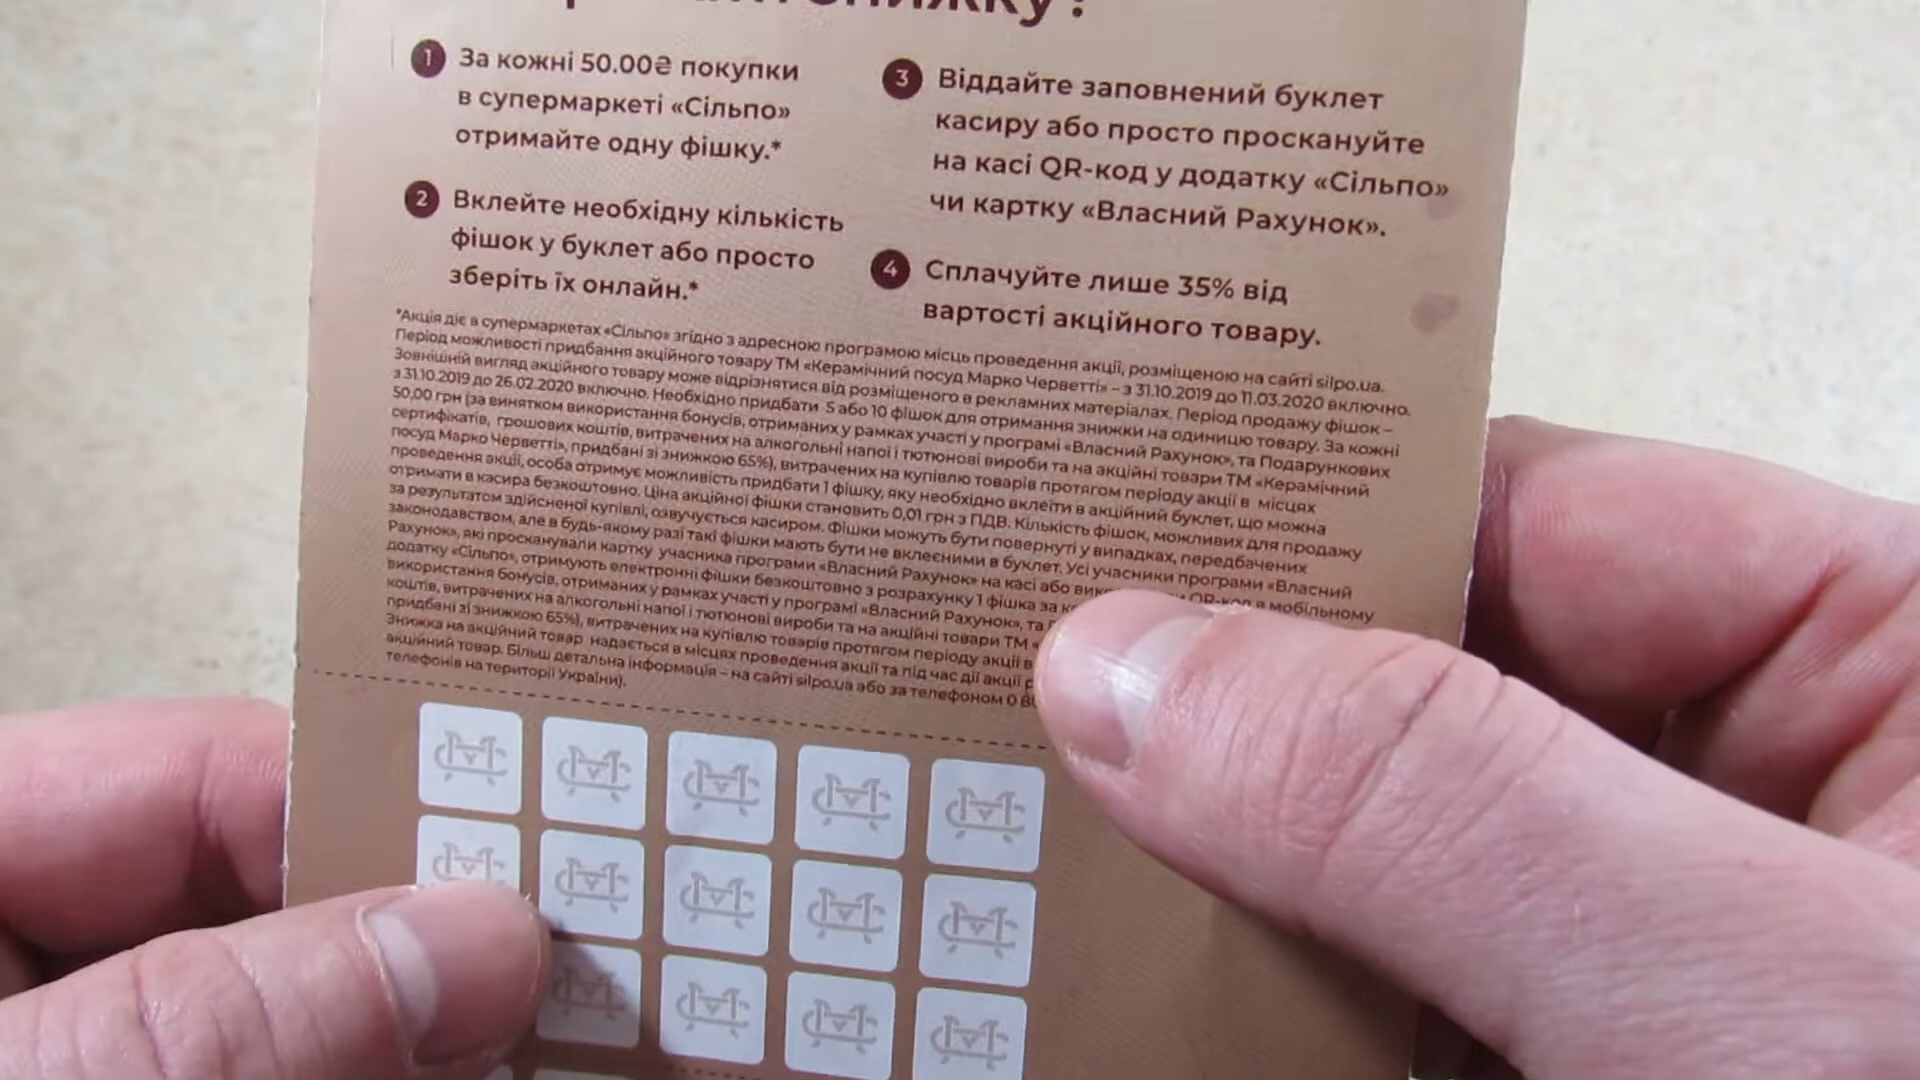 знижку?
1 За кожні 50.00₴ покупки
в супермаркеті «Сільпо»
отримайте одну фішку.*
2 Вклейте необхідну кількість
фішок у буклет або просто
зберіть їх онлайн.*
3 Віддайте заповнений буклет
касиру або просто проскануйте
на касі QR-код у додатку «Сільпо»
чи картку «Власний Рахунок».
4 Сплачуйте лише 35% від
вартості акційного товару.
*Акція діє в супермаркетах «Сільпо» згідно з адресною програмою місць проведення акції, розміщеною на сайті silpo.ua.
Період можливості придбання акційного товару ТМ «Керамічний посуд Марко Черветті» – з 31.10.2019 до 11.03.2020 включно.
Зовнішній вигляд акційного товару може відрізнятися від розміщеного в рекламних матеріалах. Період продажу фішок –
з 31.10.2019 до 26.02.2020 включно. Необхідно придбати 5 або 10 фішок для отримання знижки на одиницю товару. За кожні
50,00 грн (за винятком використання бонусів, отриманих у рамках участі у програмі «Власний Рахунок», та Подарункових
сертифікатів, грошових коштів, витрачених на алкогольні напої і тютюнові вироби та на акційні товари ТМ «Керамічний
посуд Марко Черветті», придбані зі знижкою 65%), витрачених на купівлю товарів протягом періоду акції в місцях
проведення акції, особа отримує можливість придбати 1 фішку, яку необхідно вклеїти в акційний буклет, що можна
отримати в касира безкоштовно. Ціна акційної фішки становить 0,01 грн з ПДВ. Кількість фішок, можливих для продажу
за результатом здійсненої купівлі, озвучується касиром. Фішки можуть бути повернуті у випадках, передбачених
законодавством, але в будь-якому разі такі фішки мають бути не вклеєними в буклет. Усі учасники програми «Власний
Рахунок», які просканували картку учасника програми «Власний Рахунок» на касі або QR-код в мобільному
додатку «Сільпо», отримують електронні фішки безкоштовно з розрахунку 1 фішка за
використання бонусів, отриманих у рамках участі у програмі «Власний Рахунок», та
коштів, витрачених на алкогольні напої і тютюнові вироби та на акційні товари ТМ
придбані зі знижкою 65%), витрачених на купівлю товарів протягом періоду акції в
Знижка на акційний товар надається в місцях проведення акції та під час дії акції
акційний товар. Більш детальна інформація – на сайті silpo.ua або за телефоном 0
телефонів на території України).